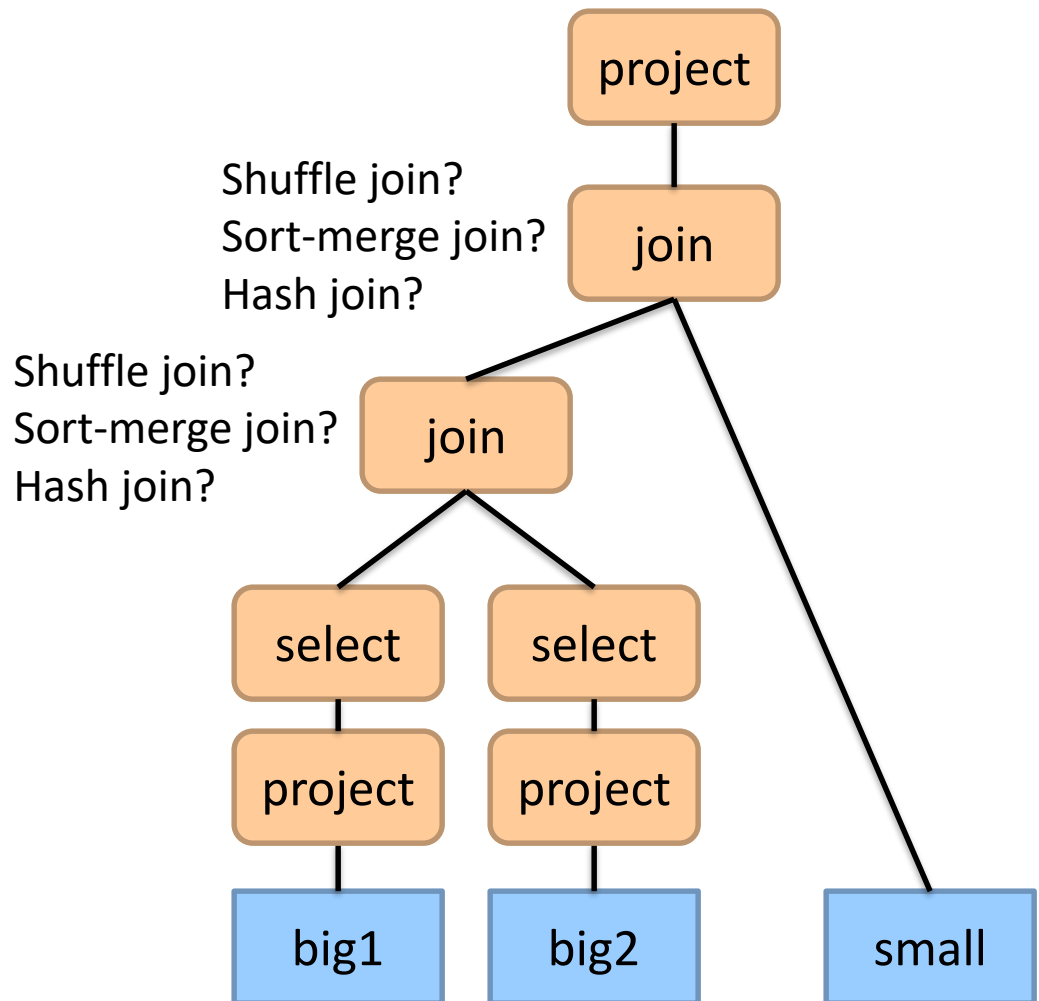 project
Shuffle join?
Sort-merge join?
Hash join?
join
Shuffle join?
Sort-merge join?
Hash join?
join
select
select
project
project
big1
big2
small